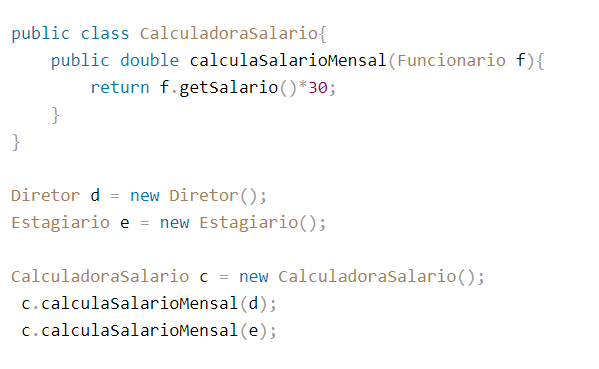 public class CalculadoraSalario{
    public double calculaSalarioMensal(Funcionario f){
        return f.getSalario()*30;
    }
}

Diretor d = new Diretor();
Estagiario e = new Estagiario();

CalculadoraSalario c = new CalculadoraSalario();
 c.calculaSalarioMensal(d);
 c.calculaSalarioMensal(e);